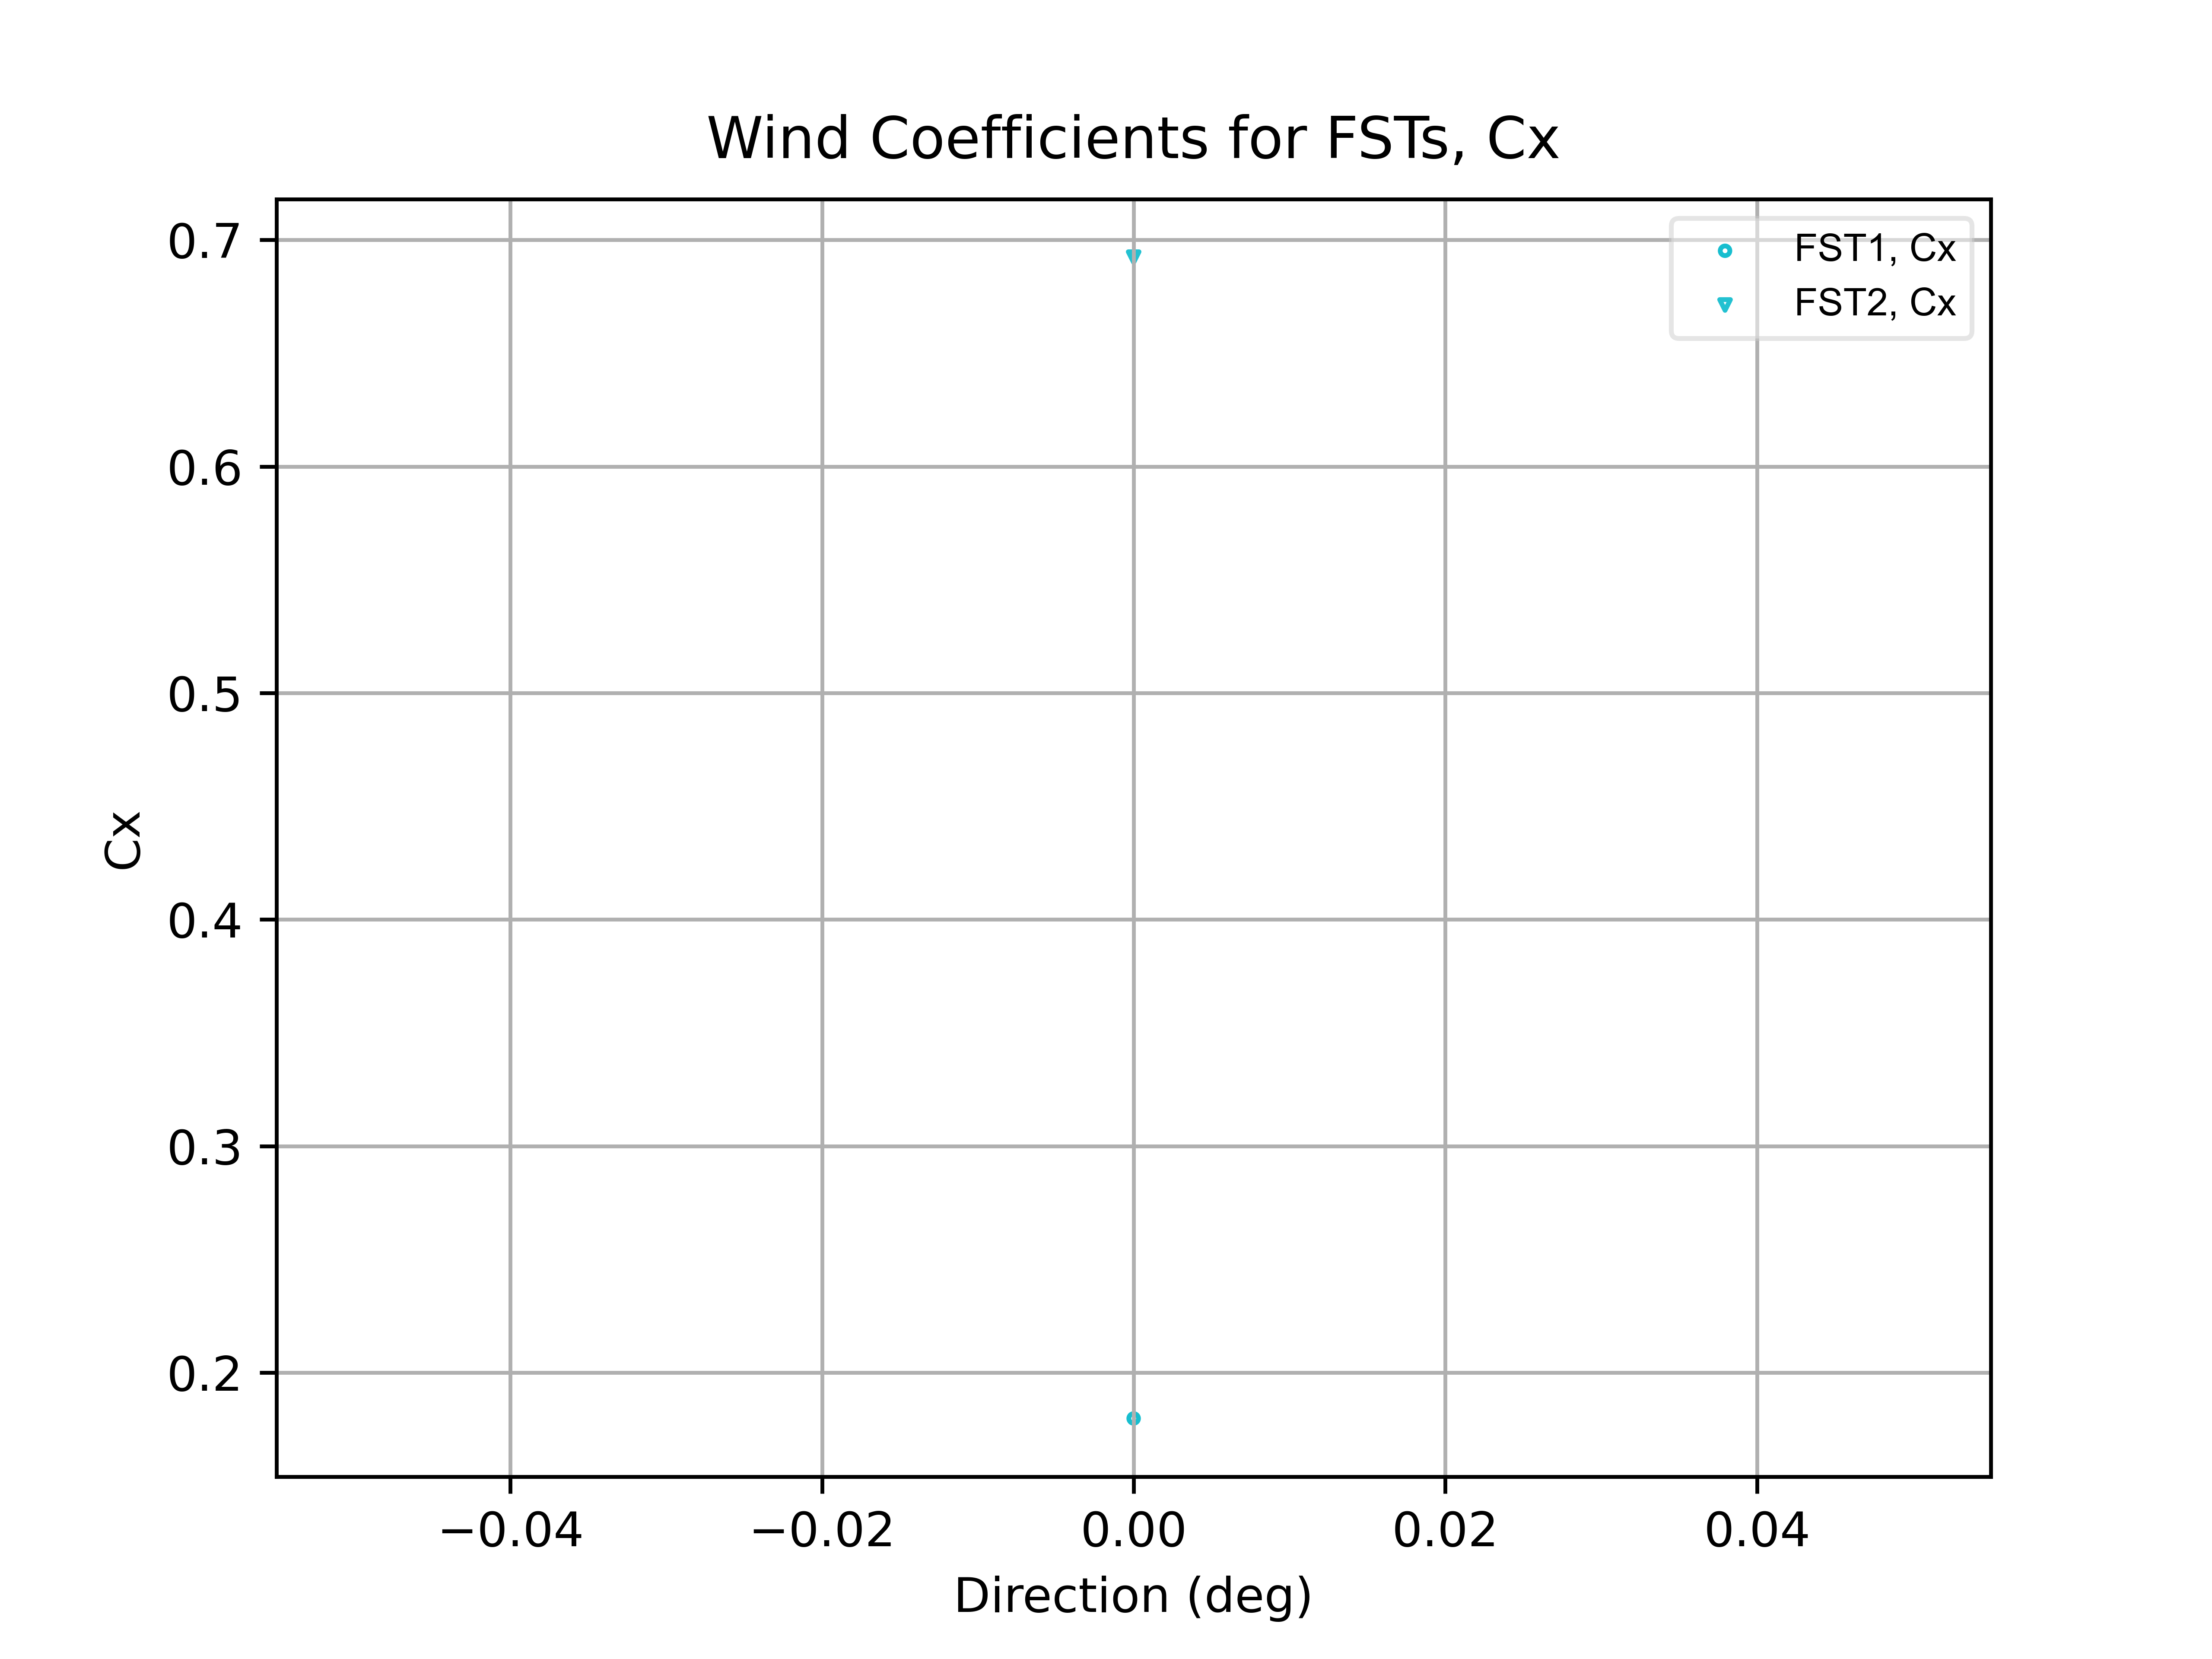 Wind Coefficients for FSTs, Cx
FST1, Cx
FST2, Cx
0.7
0.6
0.5
0.4
0.3
0.2
Cx
−0.04 −0.02 0.00 0.02 0.04
Direction (deg)